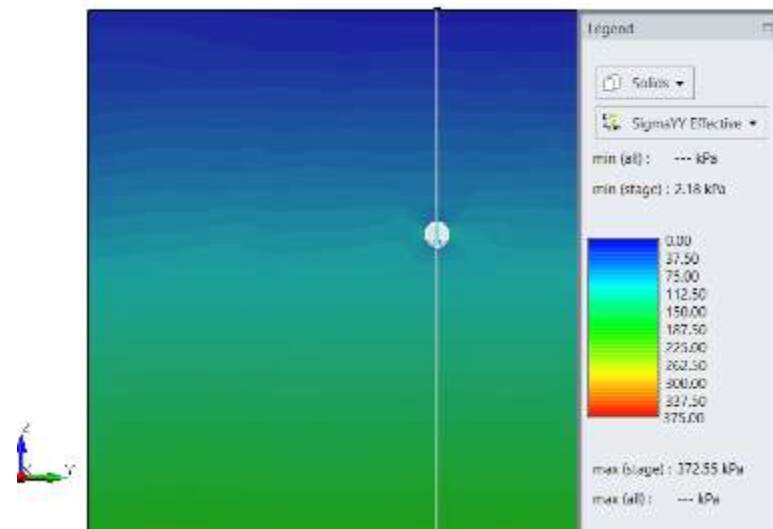 Legend
Solids
SigmaYY Effective
min (all) : --- kPa
min (stage) : 2.18 kPa
0.00
37.50
75.00
112.50
150.00
187.50
225.00
262.50
300.00
337.50
375.00
max (stage) : 372.55 kPa
max (all) : --- kPa
Z
X
Y